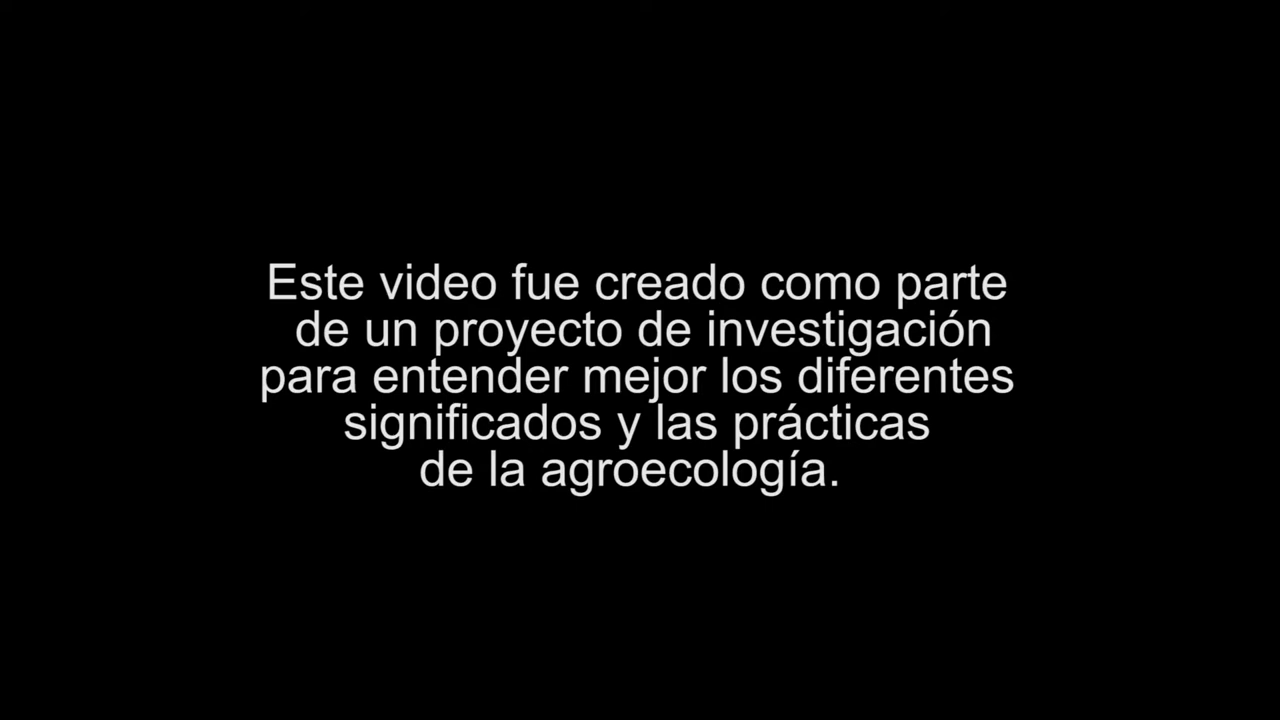 Este video fue creado como parte
de un proyecto de investigación
para entender mejor los diferentes
significados y las prácticas
de la agroecología.